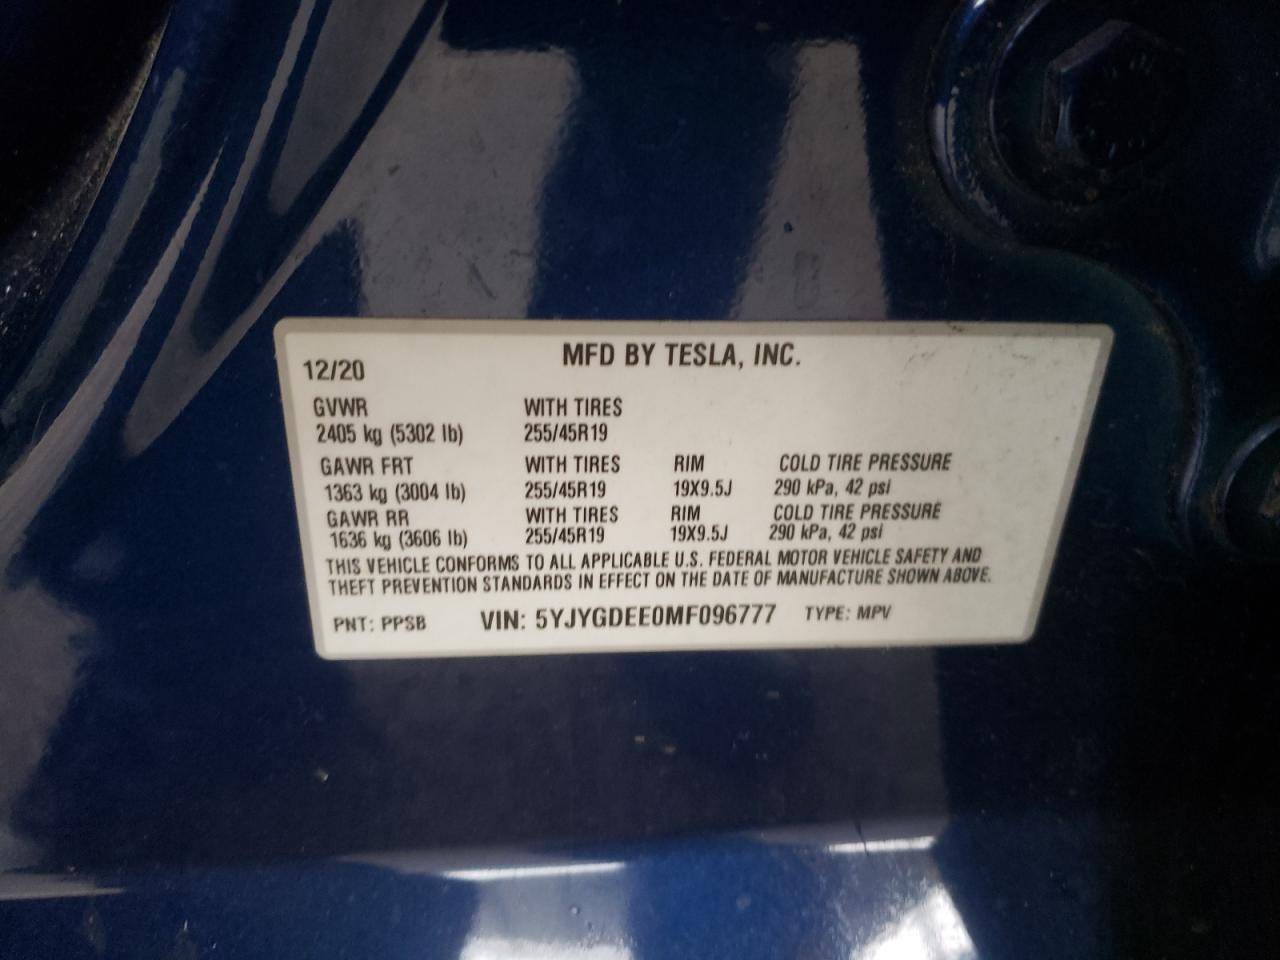 MFD BY TESLA, INC.
12/20
GVWR WITH TIRES
2405 kg (5302 lb) 255/45R19
GAWR FRT WITH TIRES RIM COLD TIRE PRESSURE
1363 kg (3004 lb) 255/45R19 19X9.5J 290 kPa, 42 psi
GAWR RR WITH TIRES RIM COLD TIRE PRESSURE
1636 kg (3606 lb) 255/45R19 19X9.5J 290 kPa, 42 psi
THIS VEHICLE CONFORMS TO ALL APPLICABLE U.S. FEDERAL MOTOR VEHICLE SAFETY AND
THEFT PREVENTION STANDARDS IN EFFECT ON THE DATE OF MANUFACTURE SHOWN ABOVE.
PNT: PPSB VIN: 5YJYGDEE0MF096777 TYPE: MPV